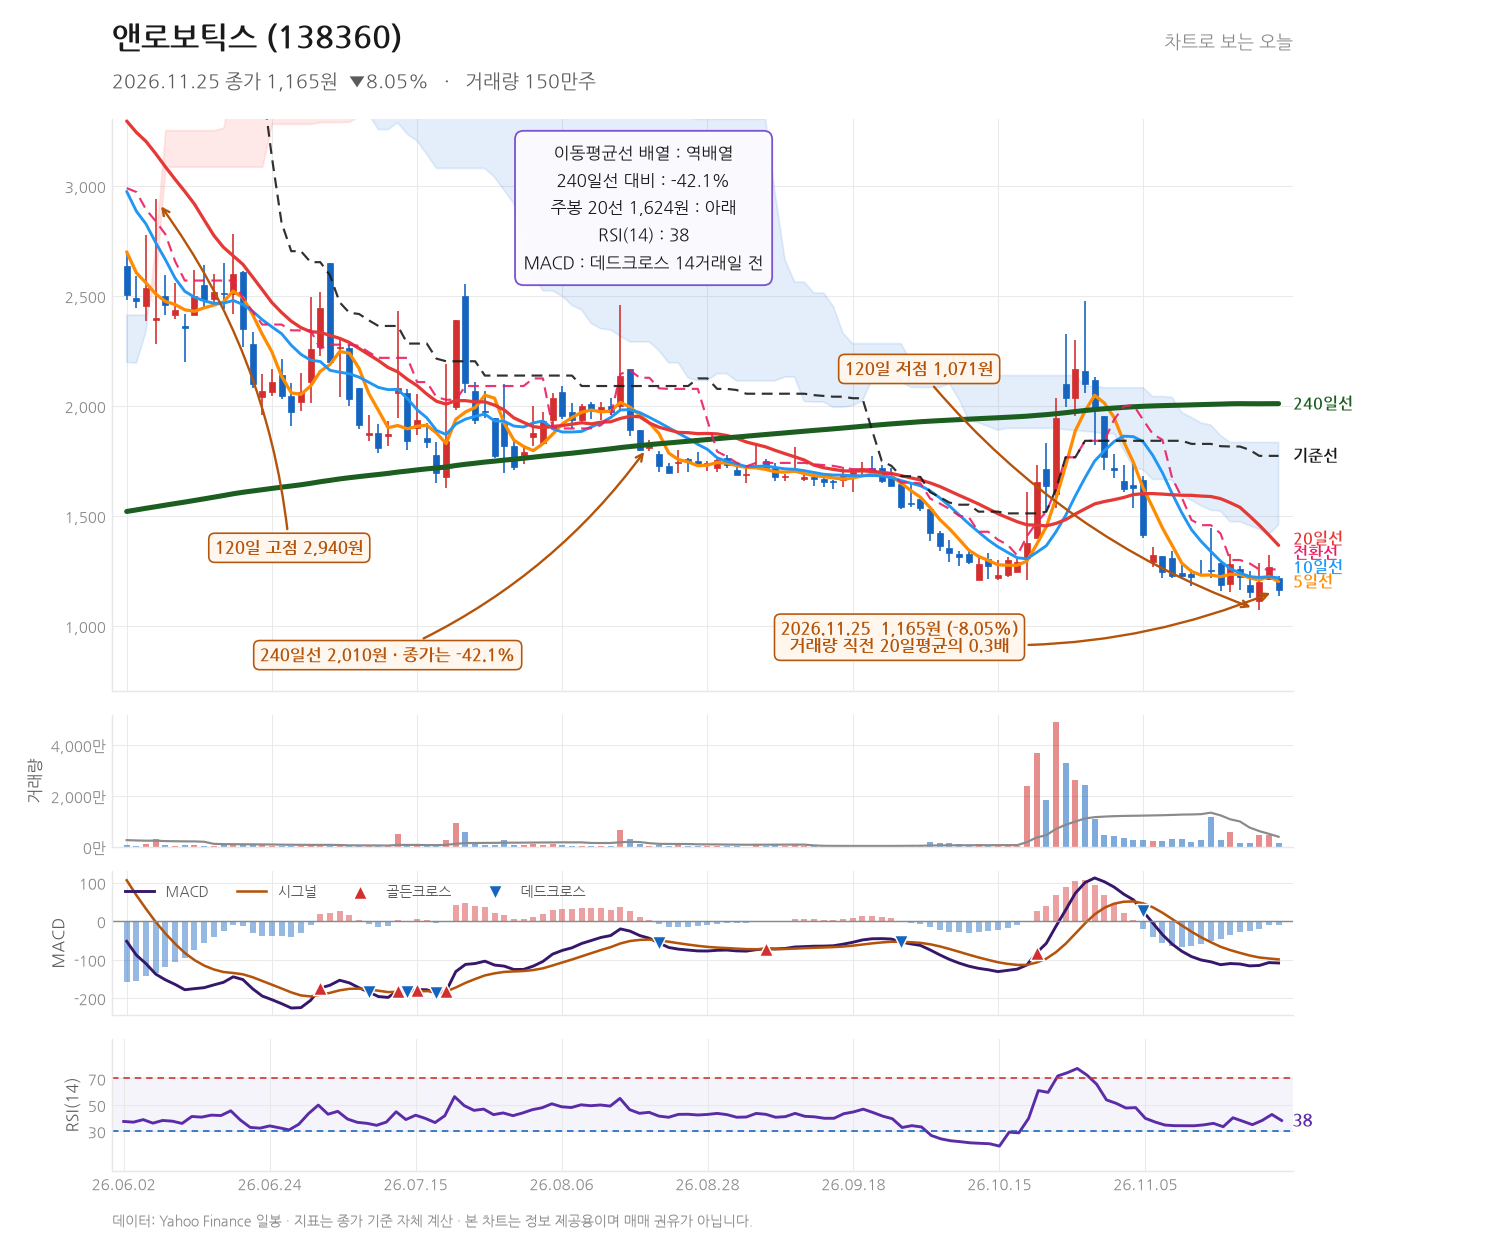 앤로보틱스 (138360)
차트로 보는 오늘
2026.11.25 종가 1,165원 ▼8.05% · 거래량 150만주
이동평균선 배열 : 역배열
240일선 대비 : -42.1%
주봉 20선 1,624원 : 아래
RSI(14) : 38
MACD : 데드크로스 14거래일 전
3,000
2,500
2,000
1,500
1,000
120일 저점 1,071원
120일 고점 2,940원
240일선 2,010원 · 종가는 -42.1%
2026.11.25 1,165원 (-8.05%)
거래량 직전 20일평균의 0.3배
240일선
기준선
20일선
전환선
10일선
5일선
거래량
4,000만
2,000만
0만
MACD
100
0
-100
-200
MACD 시그널 골든크로스 데드크로스
RSI(14)
70
50
30
38
26.06.02 26.06.24 26.07.15 26.08.06 26.08.28 26.09.18 26.10.15 26.11.05
데이터: Yahoo Finance 일봉 · 지표는 종가 기준 자체 계산 · 본 차트는 정보 제공용이며 매매 권유가 아닙니다.